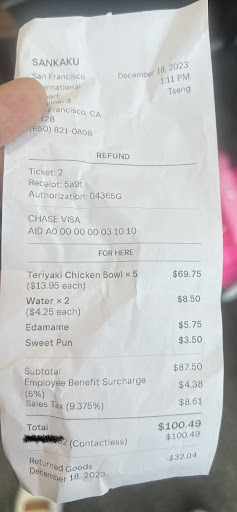 SANKAKU
San Francisco December 18, 2023
ernational 1:11 PM
port Tseng
3
Francisco, CA
128
(650) 821-0808
REFUND
Ticket: 2
Receipt: 5a9t
Authorization: 04365G
CHASE VISA
AID A0 00 00 00 03 10 10
FOR HERE
Teriyaki Chicken Bowl × 5 $69.75
($13.95 each)
Water × 2 $8.50
($4.25 each)
Edamame $5.75
Sweet Pun $3.50
Subtotal $87.50
Employee Benefit Surcharge $4.38
(5%)
Sales Tax (9.375%) $8.61
Total $100.49
2 (Contactless) $100.49
Returned Goods -$32.04
December 18, 2023